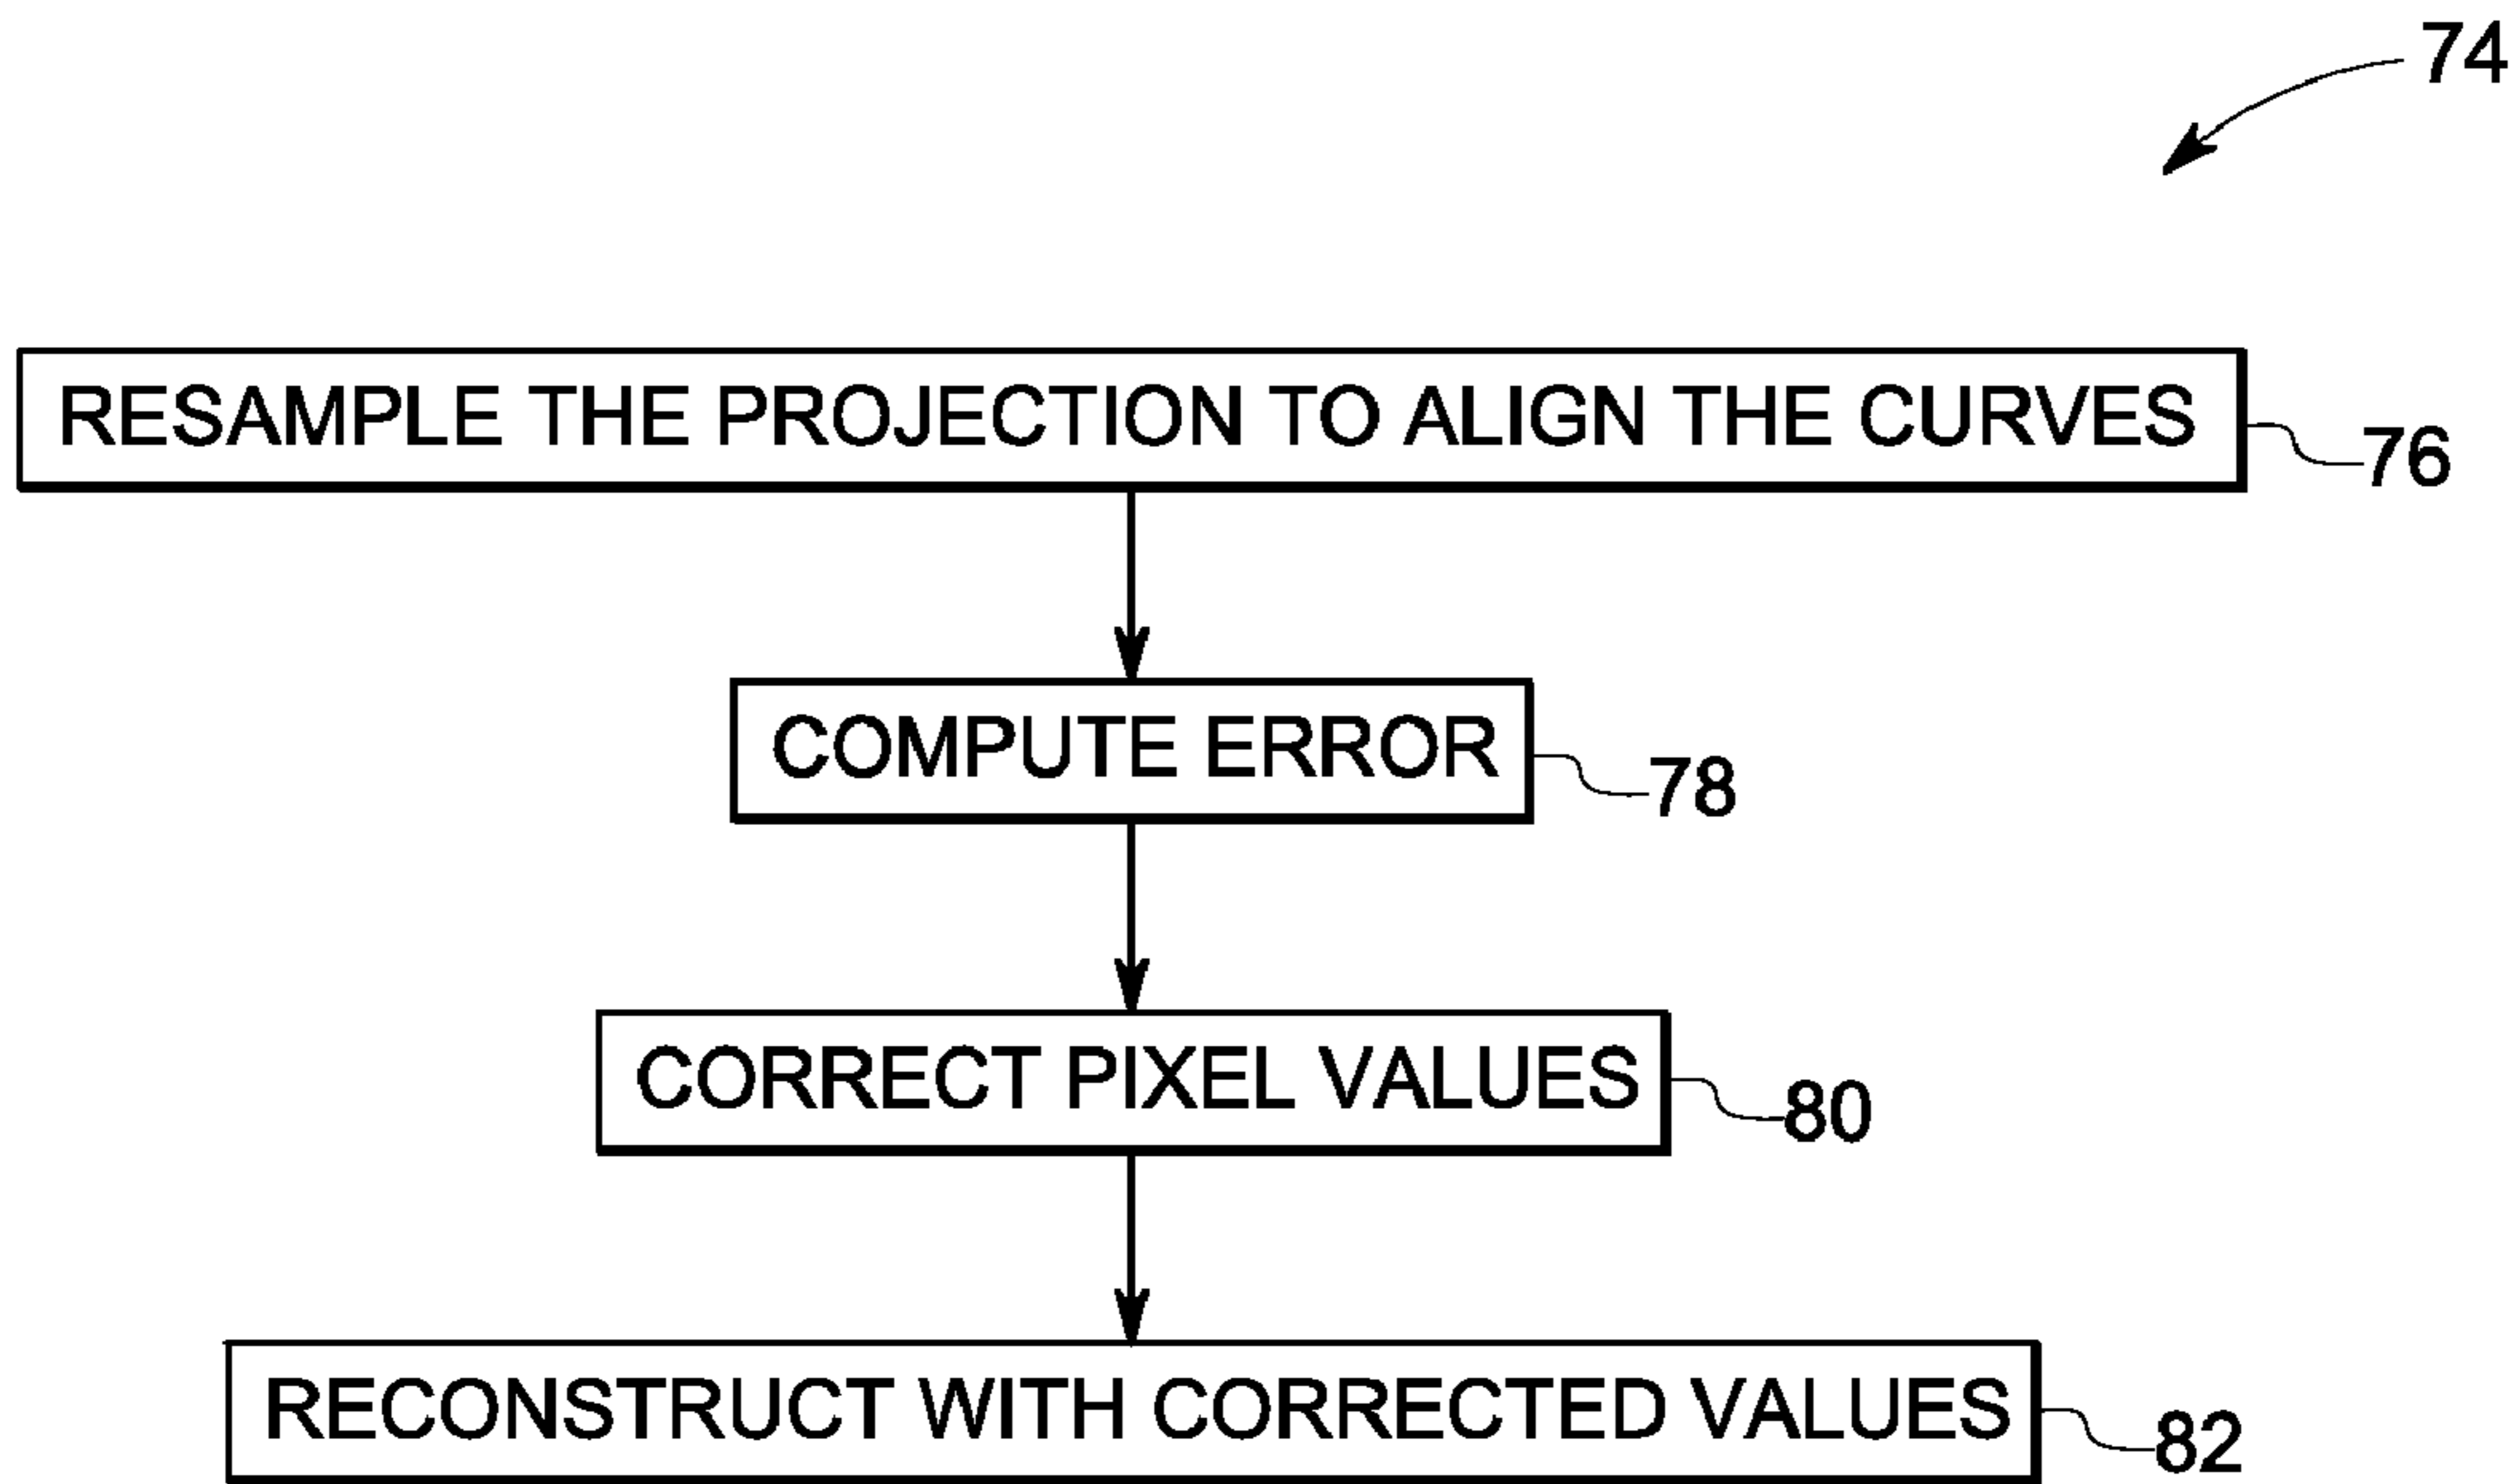 74
RESAMPLE THE PROJECTION TO ALIGN THE CURVES
76
COMPUTE ERROR
78
CORRECT PIXEL VALUES
80
RECONSTRUCT WITH CORRECTED VALUES
82